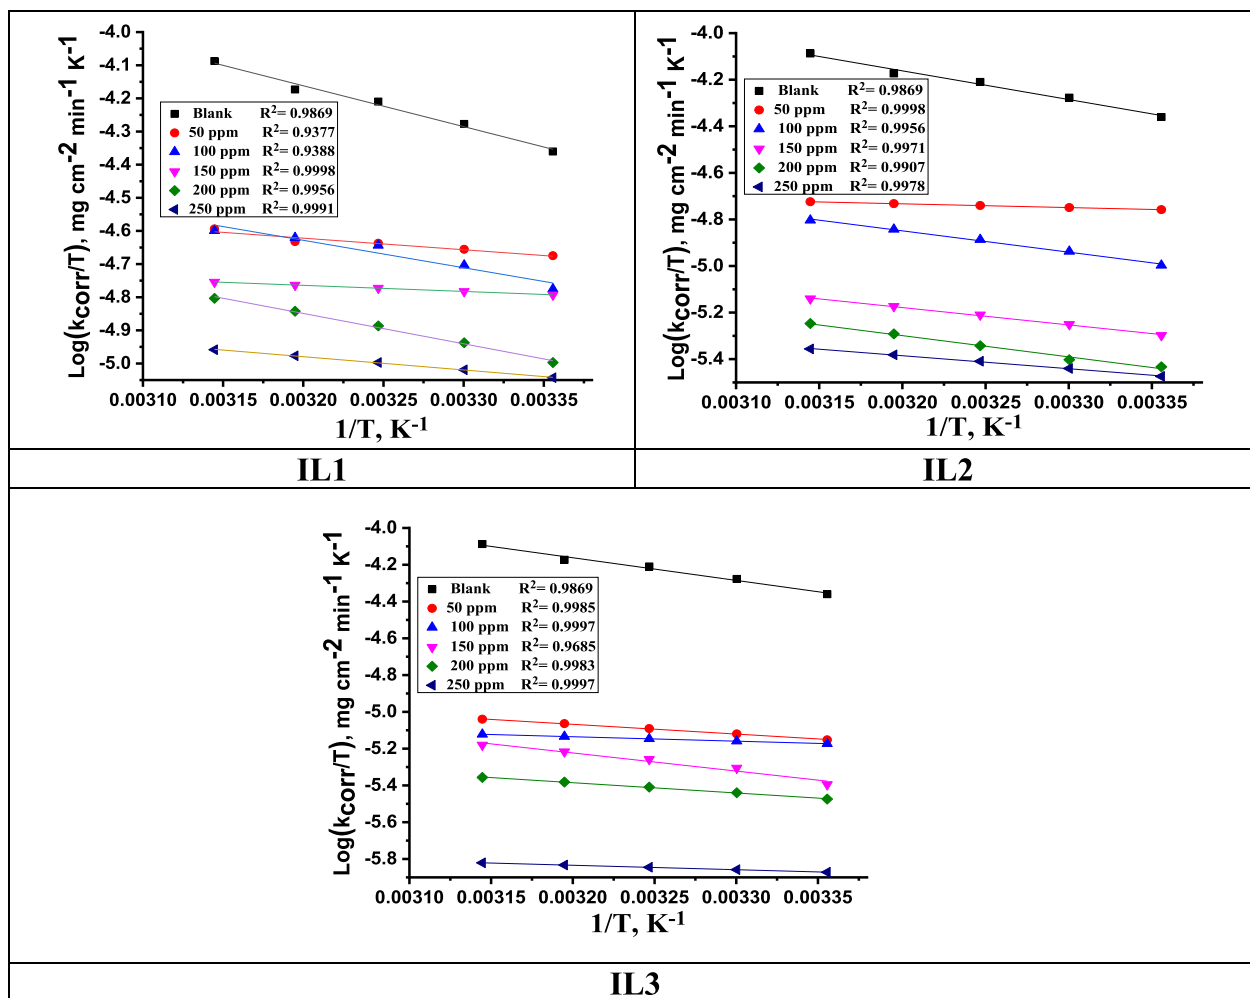 -4.0
-4.1
-4.2
-4.3
-4.4
-4.5
-4.6
-4.7
-4.8
-4.9
-5.0
Log(kcorr/T), mg cm-2 min-1 K-1
Blank R2= 0.9869
50 ppm R2= 0.9377
100 ppm R2= 0.9388
150 ppm R2= 0.9998
200 ppm R2= 0.9956
250 ppm R2= 0.9991
0.00310 0.00315 0.00320 0.00325 0.00330 0.00335
1/T, K-1
IL1
-4.0
-4.2
-4.4
-4.6
-4.8
-5.0
-5.2
-5.4
Log(kcorr/T), mg cm-2 min-1 K-1
Blank R2= 0.9869
50 ppm R2= 0.9998
100 ppm R2= 0.9956
150 ppm R2= 0.9971
200 ppm R2= 0.9907
250 ppm R2= 0.9978
0.00310 0.00315 0.00320 0.00325 0.00330 0.00335
1/T, K-1
IL2
-4.0
-4.2
-4.4
-4.6
-4.8
-5.0
-5.2
-5.4
-5.6
-5.8
Log(kcorr/T), mg cm-2 min-1 K-1
Blank R2= 0.9869
50 ppm R2= 0.9985
100 ppm R2= 0.9997
150 ppm R2= 0.9685
200 ppm R2= 0.9983
250 ppm R2= 0.9997
0.00310 0.00315 0.00320 0.00325 0.00330 0.00335
1/T, K-1
IL3